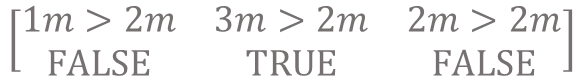 [1m > 2m 3m > 2m 2m > 2m
FALSE TRUE FALSE]